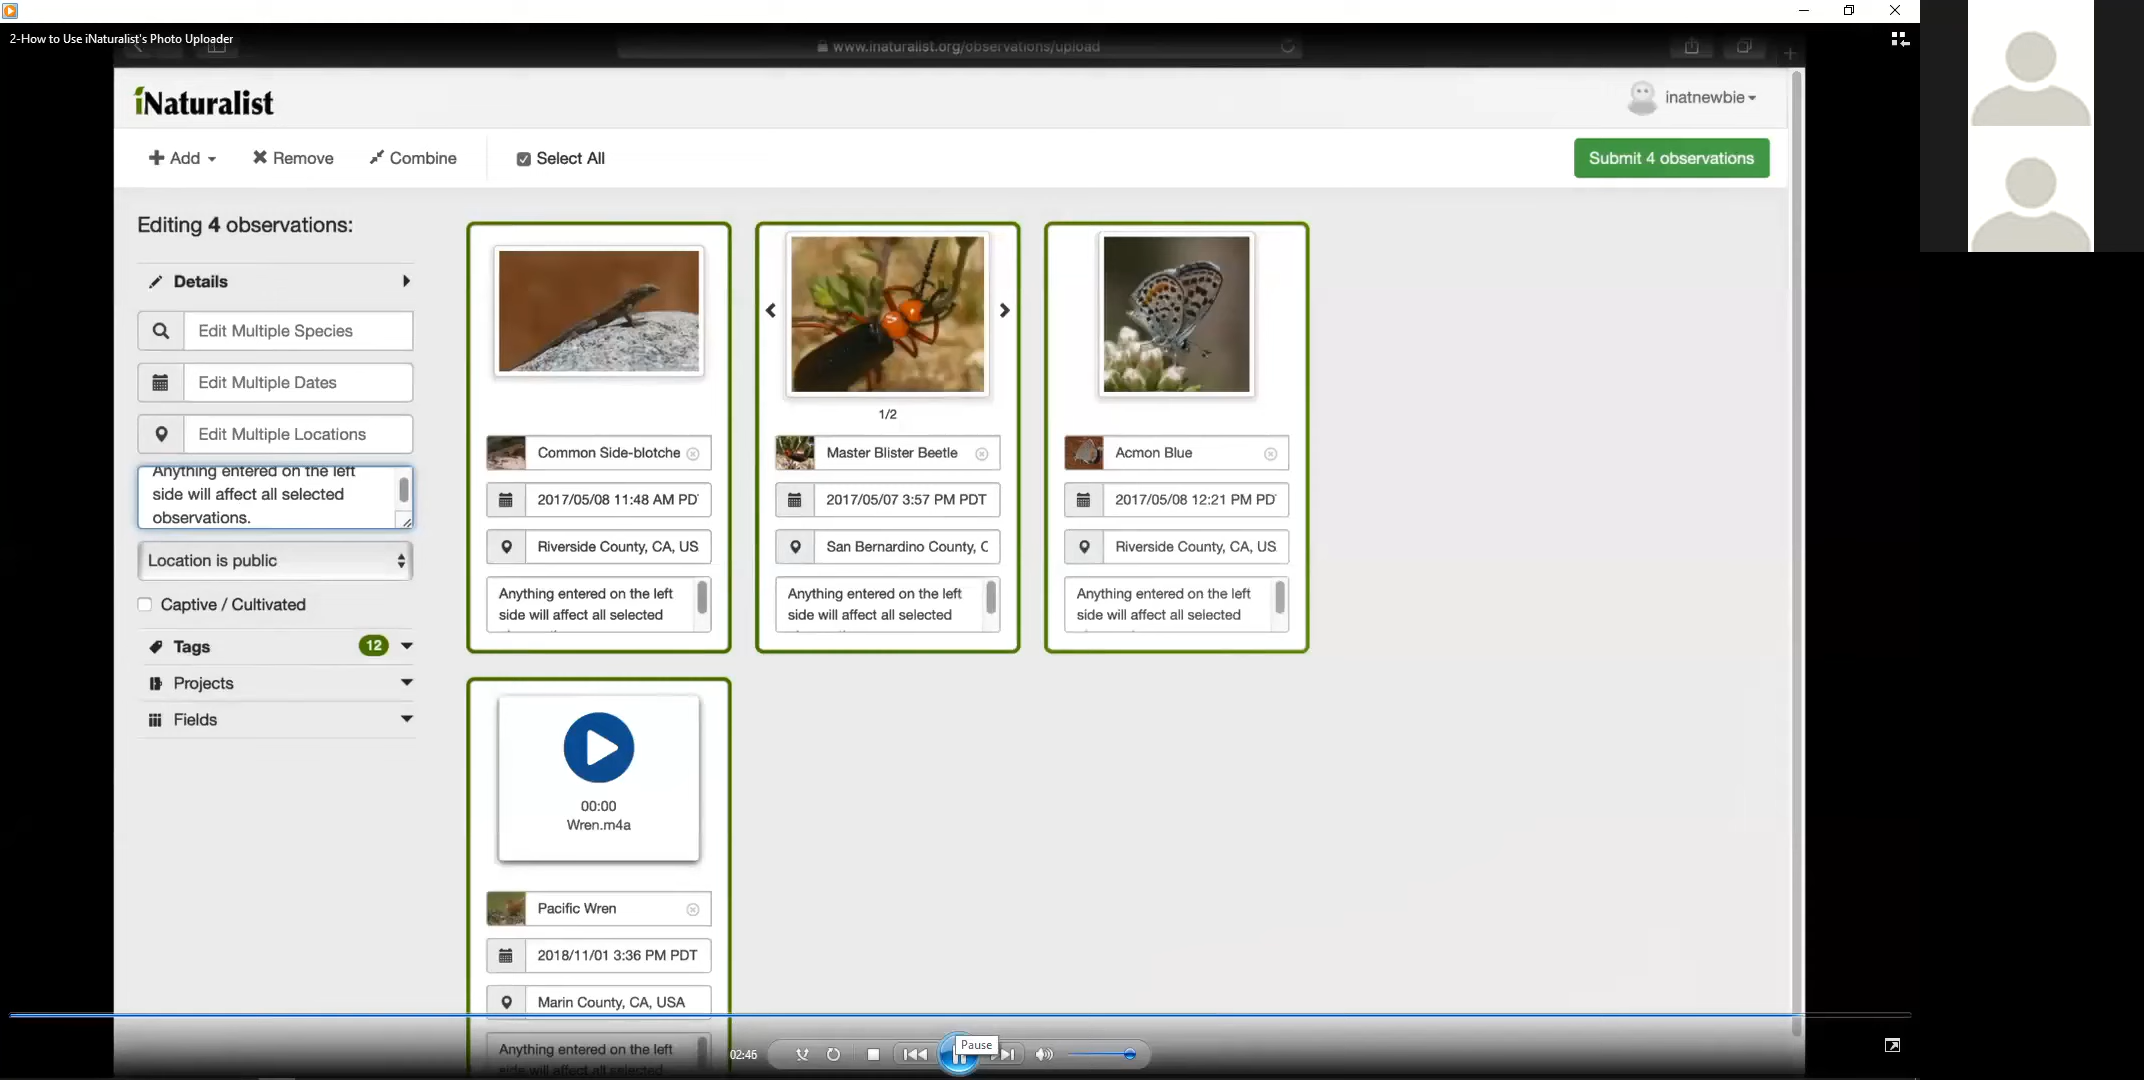 2-How to Use iNaturalist's Photo Uploader
www.inaturalist.org/observations/upload
iNaturalist
inatnewbie
Add
Remove
Combine
Select All
Submit 4 observations
Editing 4 observations:
Details
Edit Multiple Species
Edit Multiple Dates
Edit Multiple Locations
Anything entered on the left
side will affect all selected
observations.
Location is public
Captive / Cultivated
Tags
12
Projects
Fields
Common Side-blotche
2017/05/08 11:48 AM PD
Riverside County, CA, US
Anything entered on the left
side will affect all selected
1/2
Master Blister Beetle
2017/05/07 3:57 PM PDT
San Bernardino County, C
Anything entered on the left
side will affect all selected
Acmon Blue
2017/05/08 12:21 PM PD
Riverside County, CA, US
Anything entered on the left
side will affect all selected
00:00
Wren.m4a
Pacific Wren
2018/11/01 3:36 PM PDT
Marin County, CA, USA
Anything entered on the left
side will affect all selected
02:46
Pause